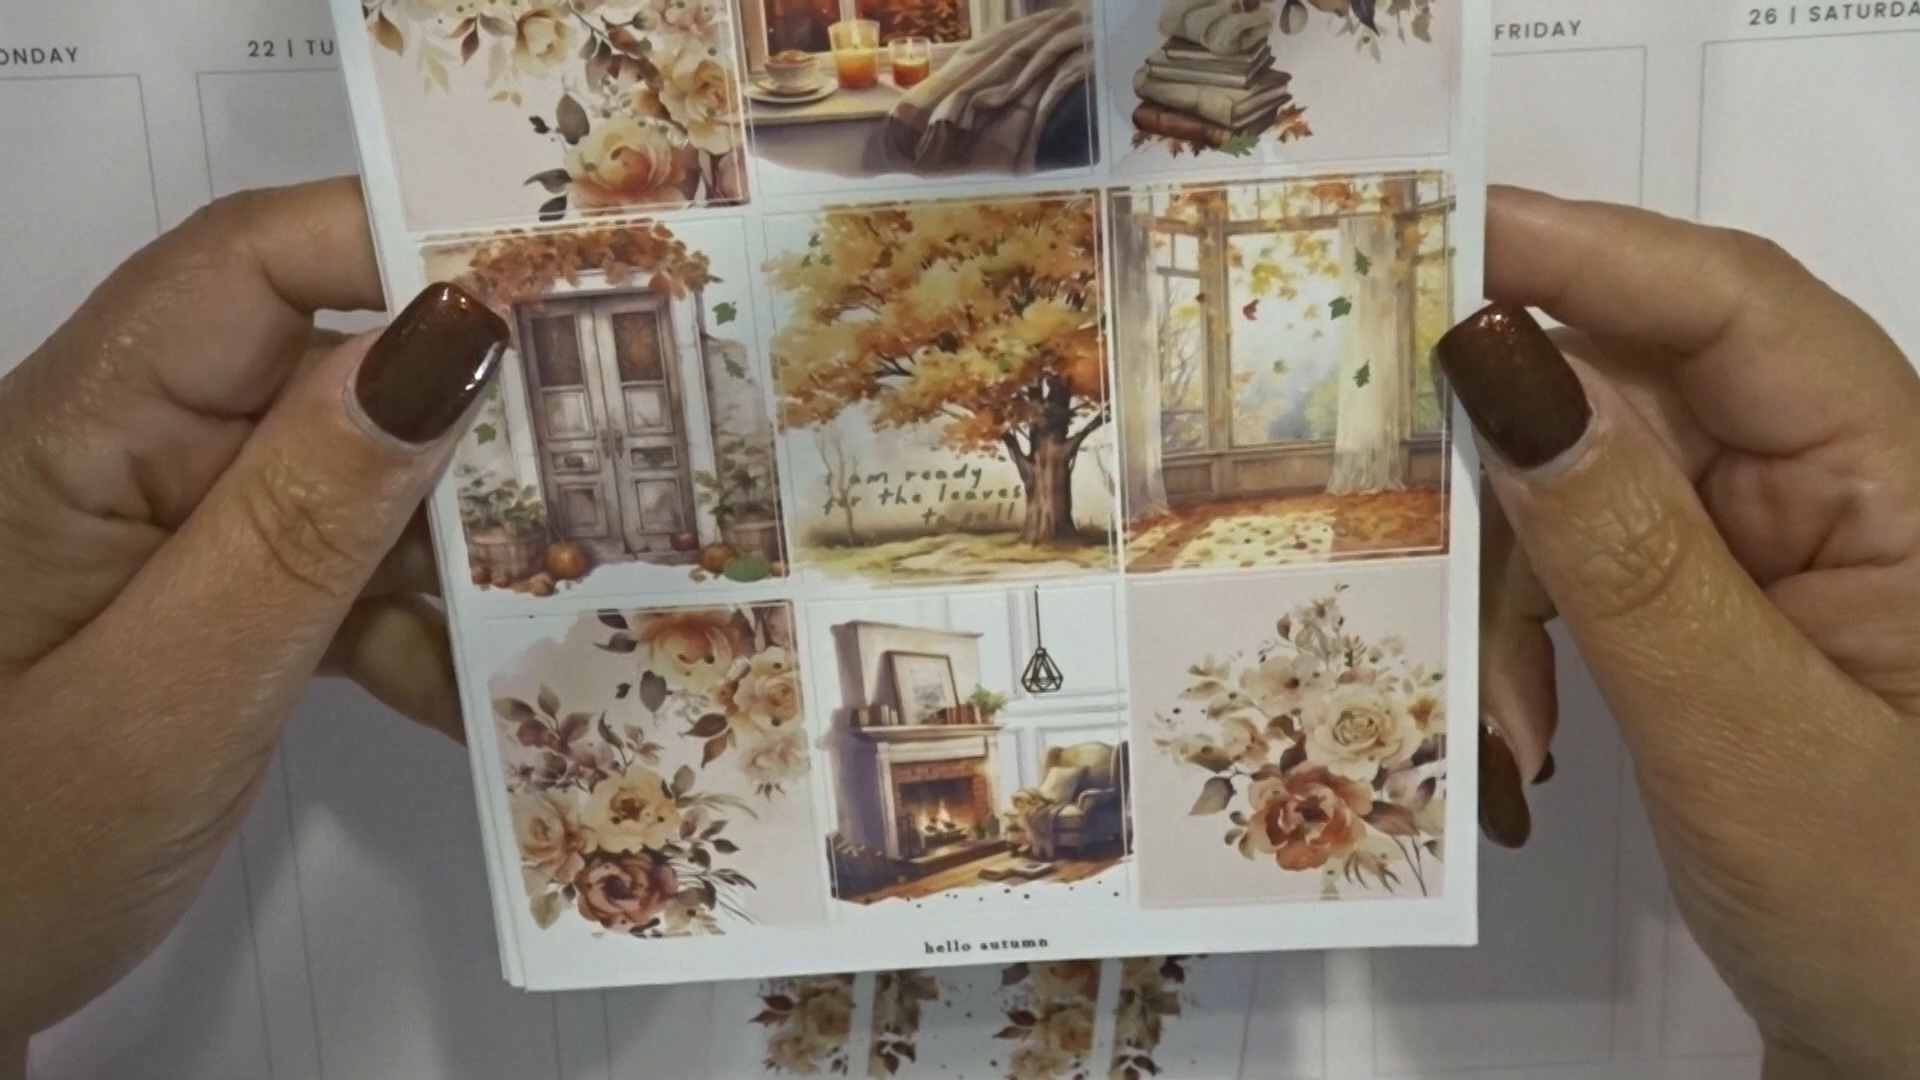 ONDAY
22 | TU
FRIDAY
26 | SATURDA
am ready
for the leaves
to fall
hello autumn